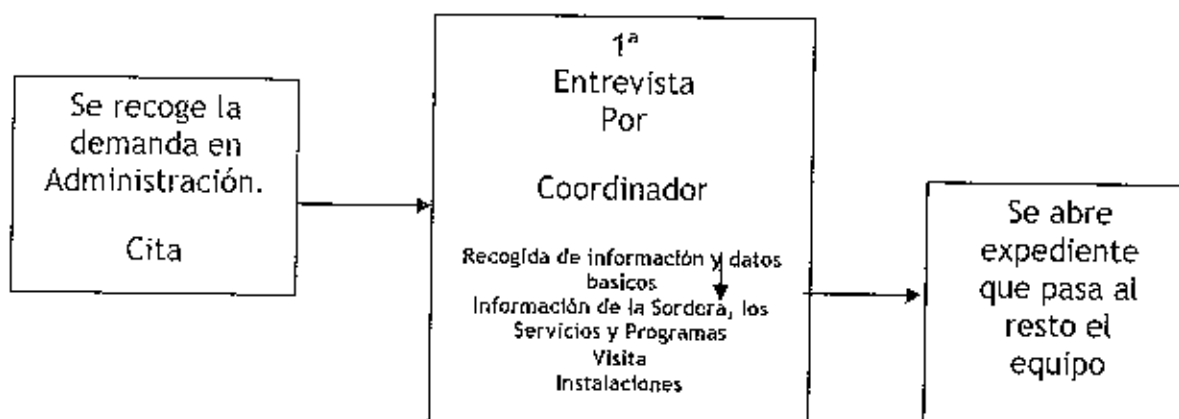 Se recoge la
demanda en
Administración.
Cita
1ª
Entrevista
Por
Coordinador
Recogida de información y datos
basicos
Información de la Sordera, los
Servicios y Programas
Visita
Instalaciones
Se abre
expediente
que pasa al
resto el
equipo